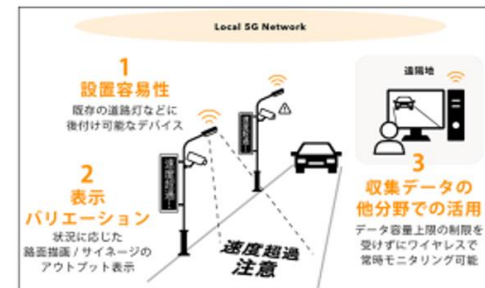 Local 5G Network
1
設置容易性
既存の道路灯などに
後付け可能なデバイス
2
表示
バリエーション
状況に応じた
路面描画 / サイネージの
アウトプット表示
速度超過
注意
遠隔地
3
収集データの
他分野での活用
データ容量上限の制限を
受けずにワイヤレスで
常時モニタリング可能